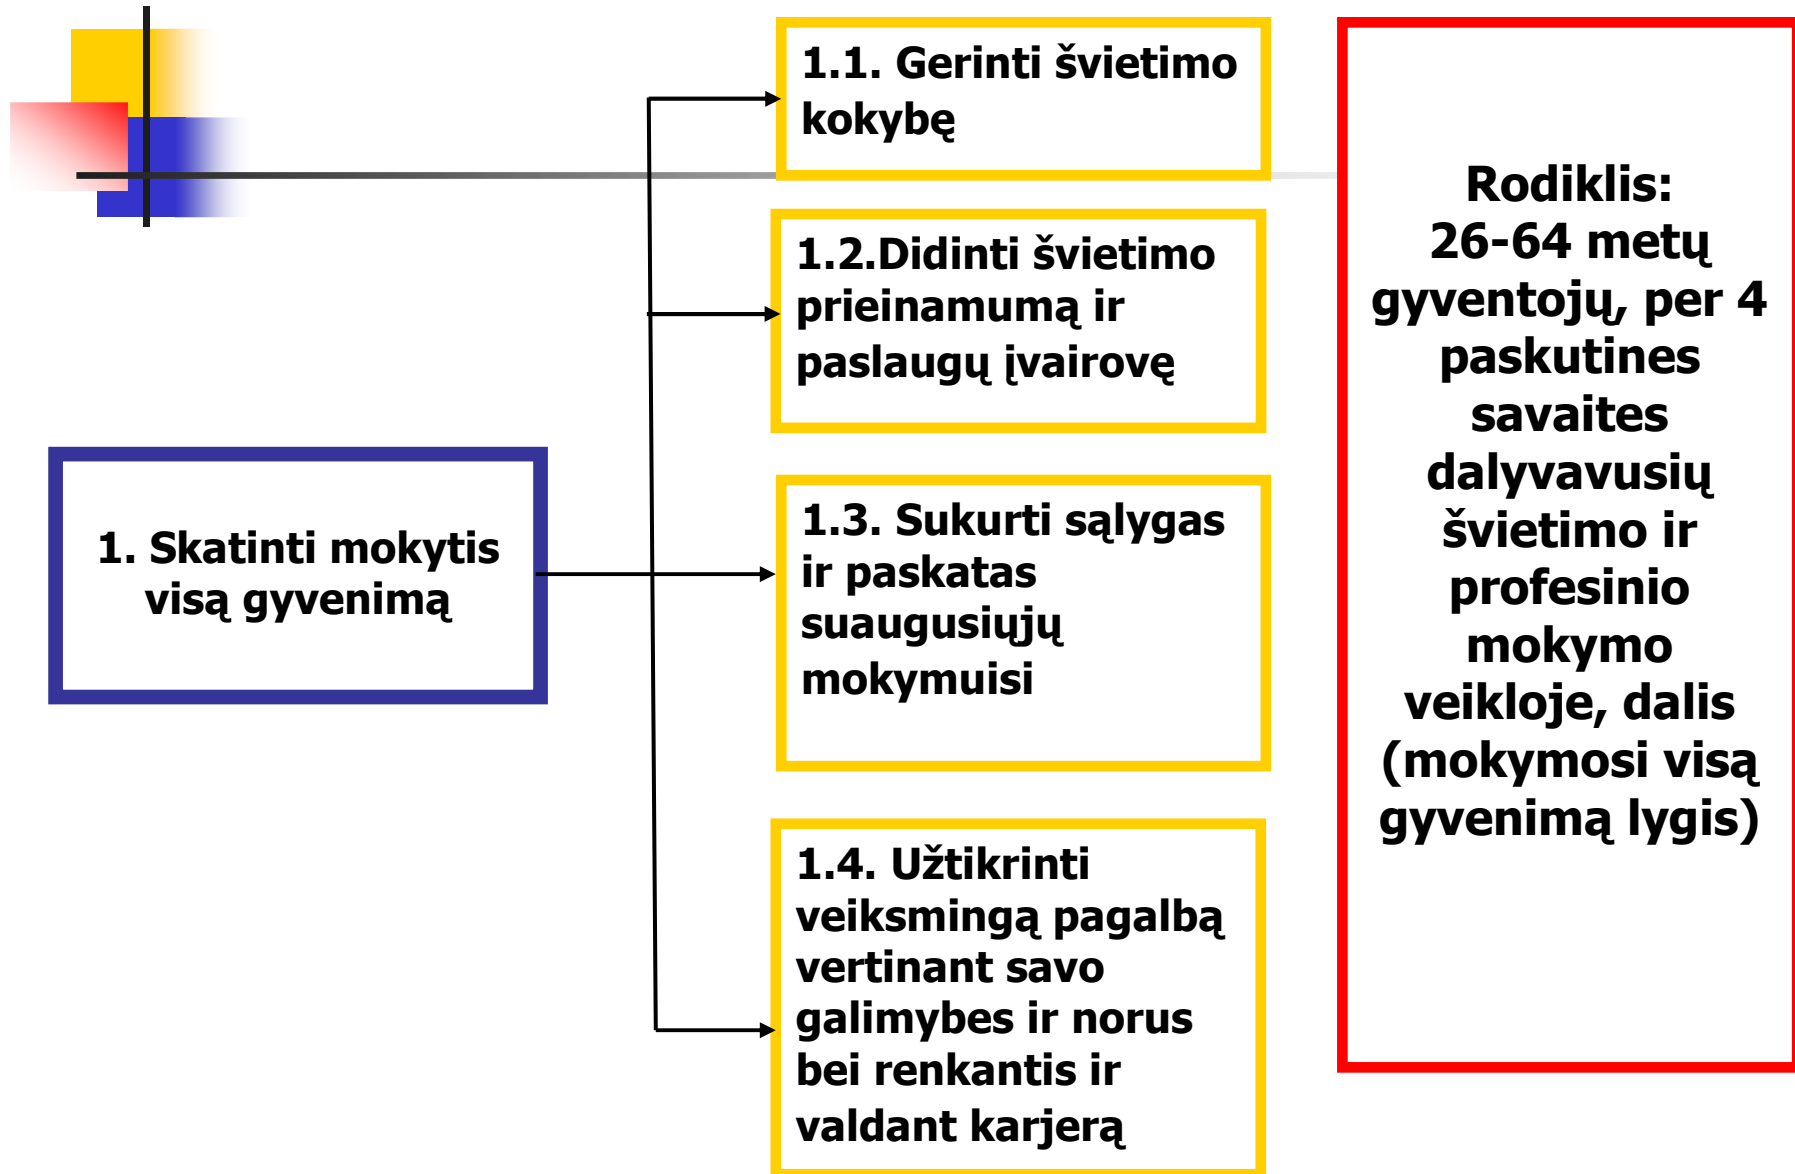 1. Skatinti mokytis
visą gyvenimą
1.1. Gerinti švietimo
kokybę
1.2.Didinti švietimo
prieinamumą ir
paslaugų įvairovę
1.3. Sukurti sąlygas
ir paskatas
suaugusiųjų
mokymuisi
1.4. Užtikrinti
veiksmingą pagalbą
vertinant savo
galimybes ir norus
bei renkantis ir
valdant karjerą
Rodiklis:
26-64 metų
gyventojų, per 4
paskutines
savaites
dalyvavusių
švietimo ir
profesinio
mokymo
veikloje, dalis
(mokymosi visą
gyvenimą lygis)